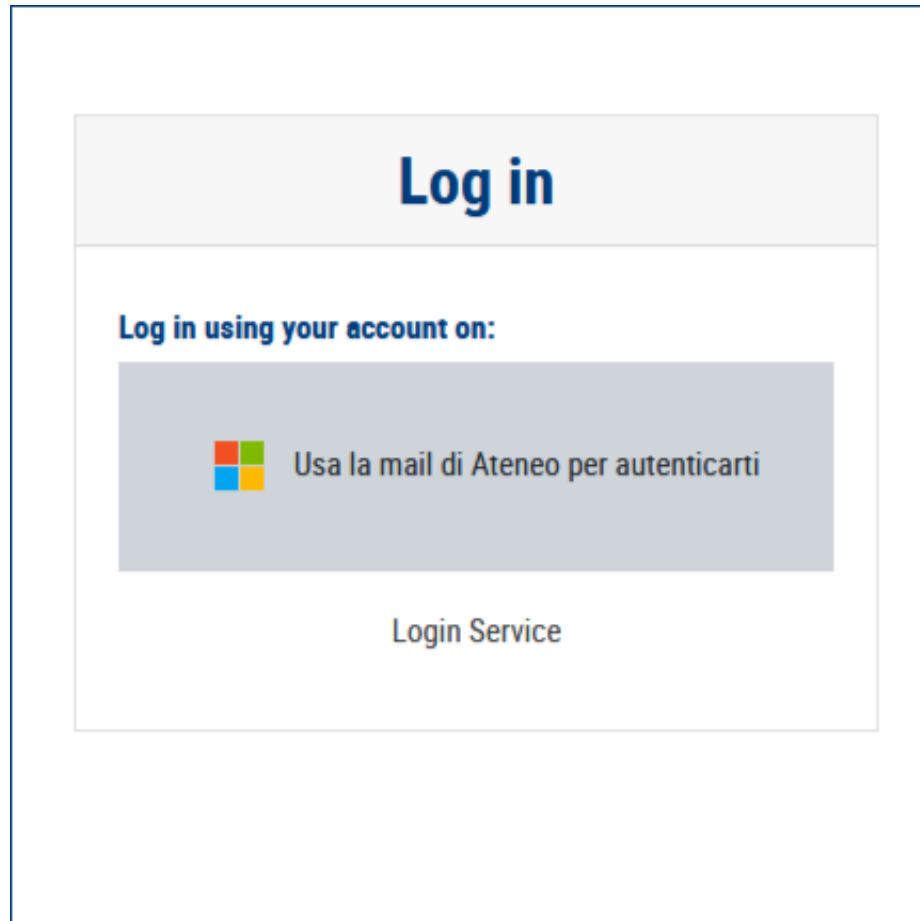 Log in
Log in using your account on:
Usa la mail di Ateneo per autenticarti
Login Service